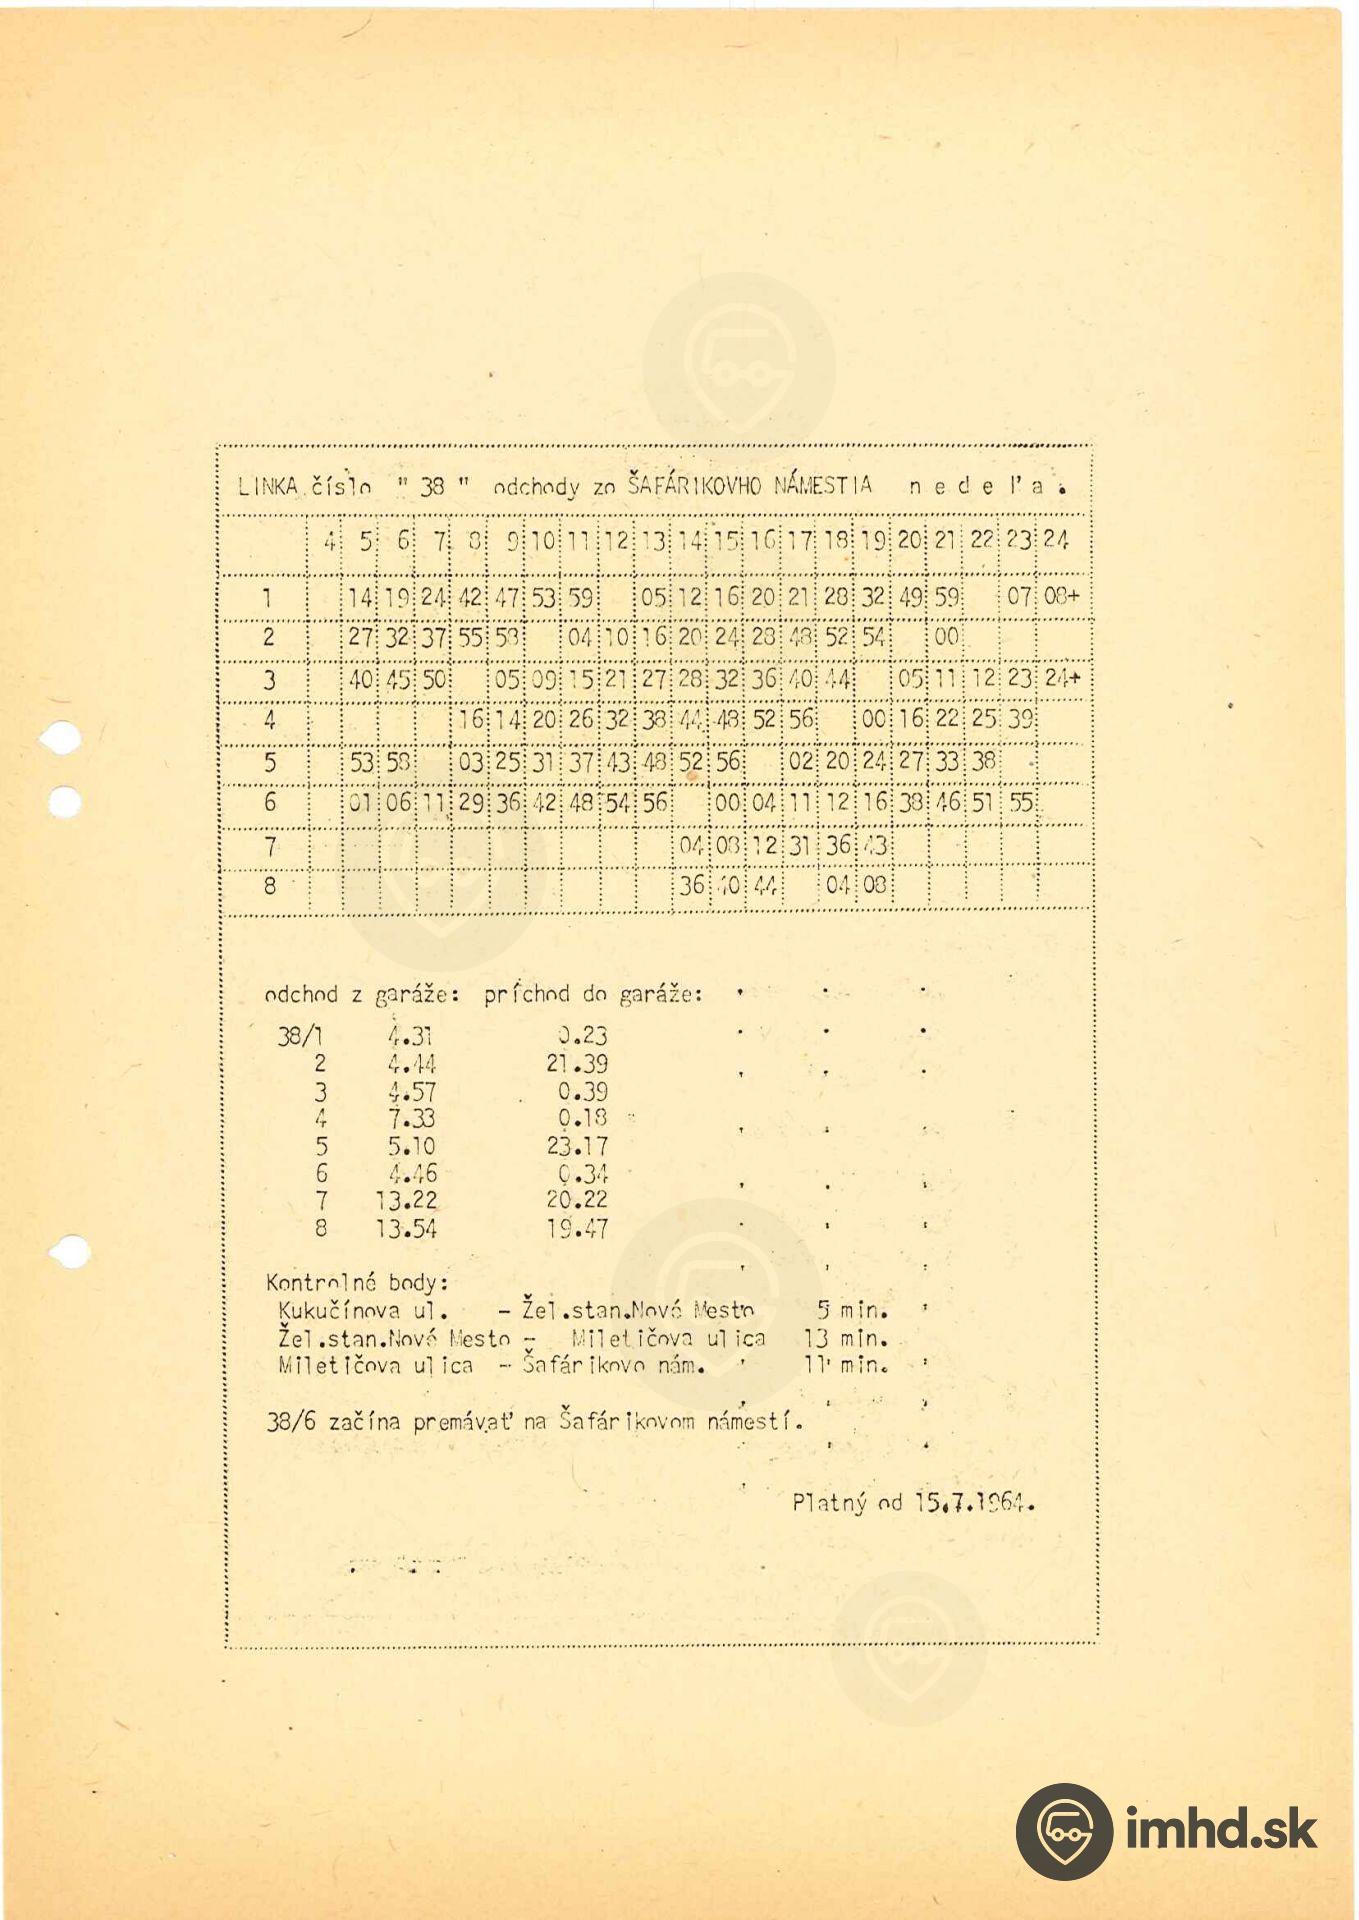 LINKA číslo " 38 " odchody zo ŠAFÁRIKOVHO NÁMESTIA n e d e ľ a .
4 5 6 7 8 9 10 11 12 13 14 15 16 17 18 19 20 21 22 23 24
1 14 19 24 42 47 53 59 05 12 16 20 21 28 32 49 59 07 08+
2 27 32 37 55 58 04 10 16 20 24 28 48 52 54 00
3 40 45 50 05 09 15 21 27 28 32 36 40 44 05 11 12 23 24+
4 16 14 20 26 32 38 44 48 52 56 00 16 22 25 39
5 53 58 03 25 31 37 43 48 52 56 02 20 24 27 33 38
6 01 06 11 29 36 42 48 54 56 00 04 11 12 16 38 46 51 55
7 04 08 12 31 36 43
8 36 40 44 04 08
odchod z garáže: príchod do garáže:
38/1 4.31 0.23
2 4.44 21.39
3 4.57 0.39
4 7.33 0.18
5 5.10 23.17
6 4.46 0.34
7 13.22 20.22
8 13.54 19.47
Kontrolné body:
Kukučínova ul. - Žel.stan.Nové Mesto 5 min.
Žel.stan.Nové Mesto - Miletičova ulica 13 min.
Miletičova ulica - Šafárikovo nám. 11 min.
38/6 začína premávať na Šafárikovom námestí.
Platný od 15.7.1964.
imhd.sk